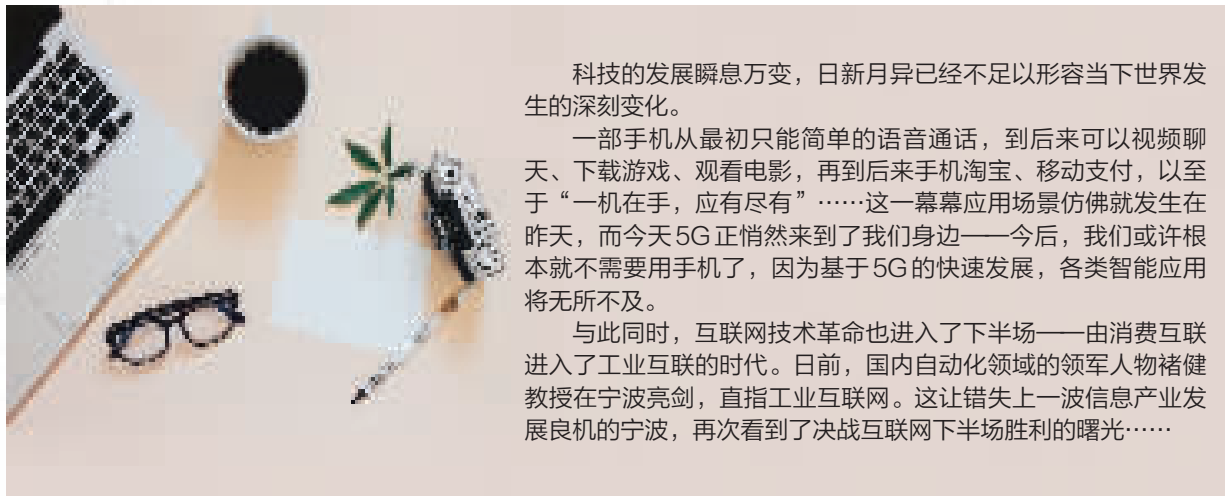 科技的发展瞬息万变，日新月异已经不足以形容当下世界发
生的深刻变化。
一部手机从最初只能简单的语音通话，到后来可以视频聊
天、下载游戏、观看电影，再到后来手机淘宝、移动支付，以至
于“一机在手，应有尽有”……这一幕幕应用场景仿佛就发生在
昨天，而今天5G正悄然来到了我们身边——今后，我们或许根
本就不需要用手机了，因为基于5G的快速发展，各类智能应用
将无所不及。
与此同时，互联网技术革命也进入了下半场——由消费互联
进入了工业互联的时代。日前，国内自动化领域的领军人物褚健
教授在宁波亮剑，直指工业互联网。这让错失上一波信息产业发
展良机的宁波，再次看到了决战互联网下半场胜利的曙光……